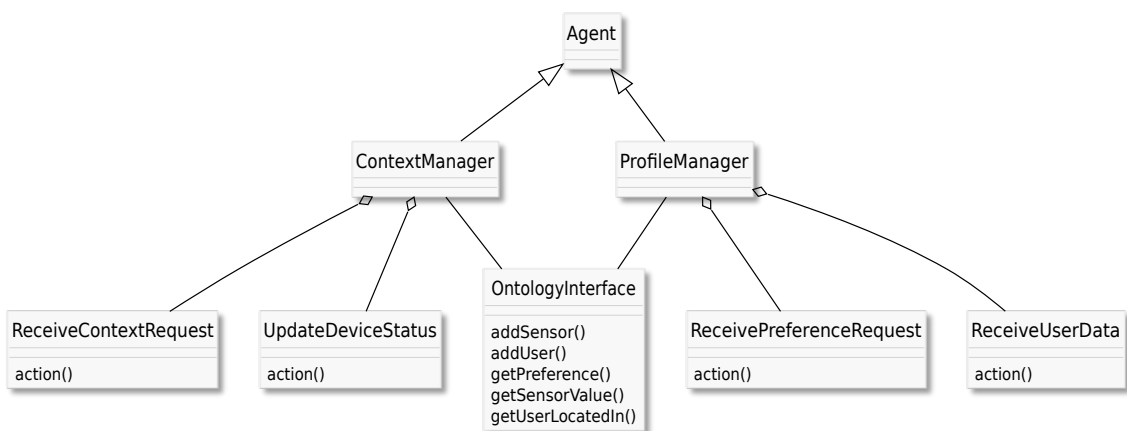 Agent
ContextManager
ProfileManager
ReceiveContextRequest
action()
UpdateDeviceStatus
action()
OntologyInterface
addSensor()
addUser()
getPreference()
getSensorValue()
getUserLocatedIn()
ReceivePreferenceRequest
action()
ReceiveUserData
action()